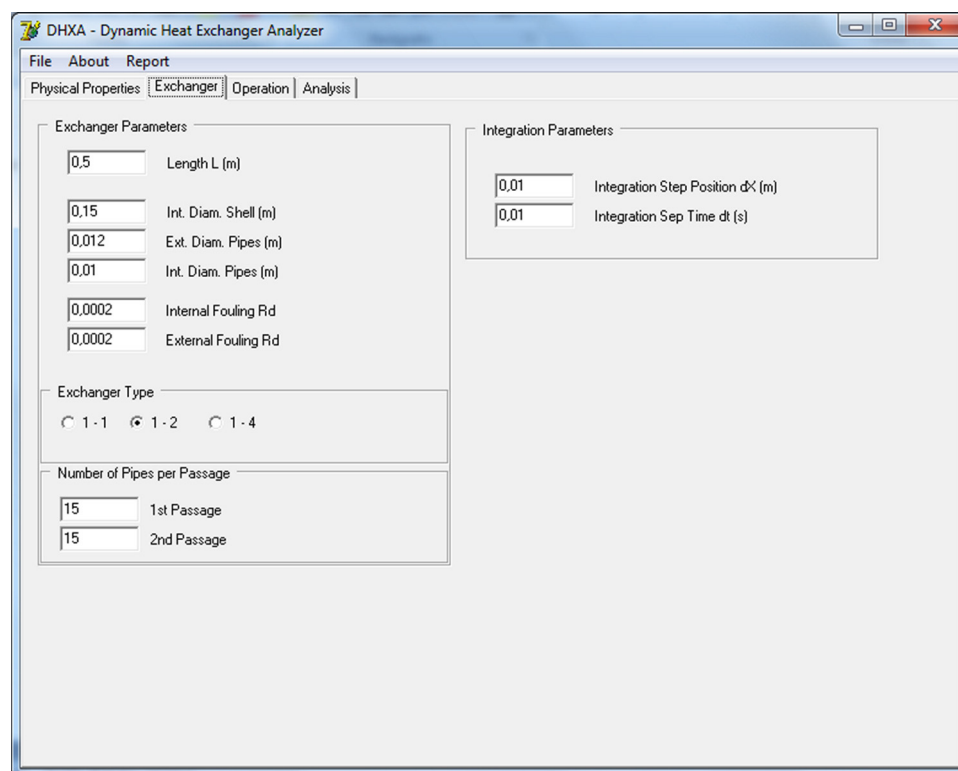 DHXA - Dynamic Heat Exchanger Analyzer
File About Report
Physical Properties Exchanger Operation Analysis
Exchanger Parameters
0,5 Length L (m)
0,15 Int. Diam. Shell (m)
0,012 Ext. Diam. Pipes (m)
0,01 Int. Diam. Pipes (m)
0,0002 Internal Fouling Rd
0,0002 External Fouling Rd
Exchanger Type
1 - 1 1 - 2 1 - 4
Number of Pipes per Passage
15 1st Passage
15 2nd Passage
Integration Parameters
0,01 Integration Step Position dX (m)
0,01 Integration Sep Time dt (s)